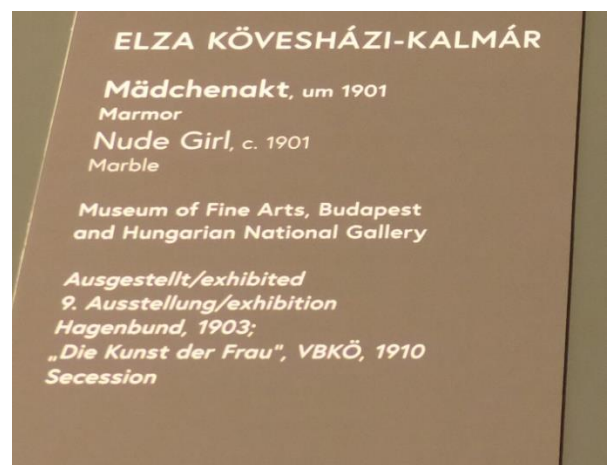 ELZA KÖVESHÁZI-KALMÁR
Mädchenakt, um 1901
Marmor
Nude Girl, c. 1901
Marble
Museum of Fine Arts, Budapest
and Hungarian National Gallery
Ausgestellt/exhibited
9. Ausstellung/exhibition
Hagenbund, 1903;
„Die Kunst der Frau“, VBKÖ, 1910
Secession